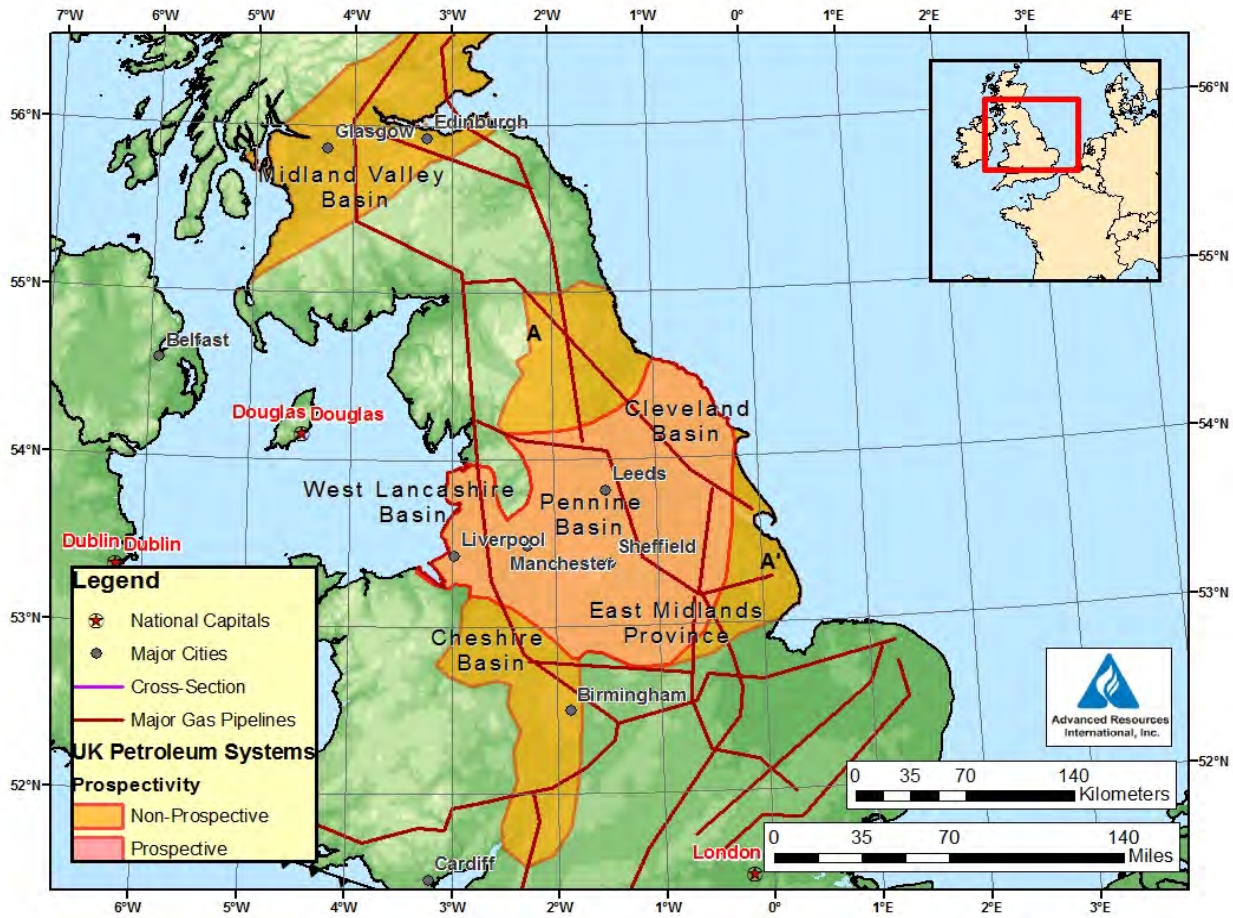 7°W 6°W 5°W 4°W 3°W 2°W 1°W 0° 1°E 2°E 3°E 4°E
56°N
56°N
Glasgow
Edinburgh
Midland Valley
Basin
55°N
55°N
A
Belfast
Douglas Douglas
Cleveland
Basin
54°N
54°N
Leeds
West Lancashire
Basin
Pennine
Basin
Dublin Dublin
Liverpool
Sheffield
Manchester
A'
53°N
53°N
East Midlands
Province
Cheshire
Basin
Birmingham
Legend
National Capitals
Major Cities
Cross-Section
Major Gas Pipelines
UK Petroleum Systems
Prospectivity
Non-Prospective
Prospective
Advanced Resources
International, Inc.
52°N
52°N
0 35 70 140
Kilometers
0 35 70 140
Miles
London
Cardiff
6°W 5°W 4°W 3°W 2°W 1°W 0° 1°E 2°E 3°E